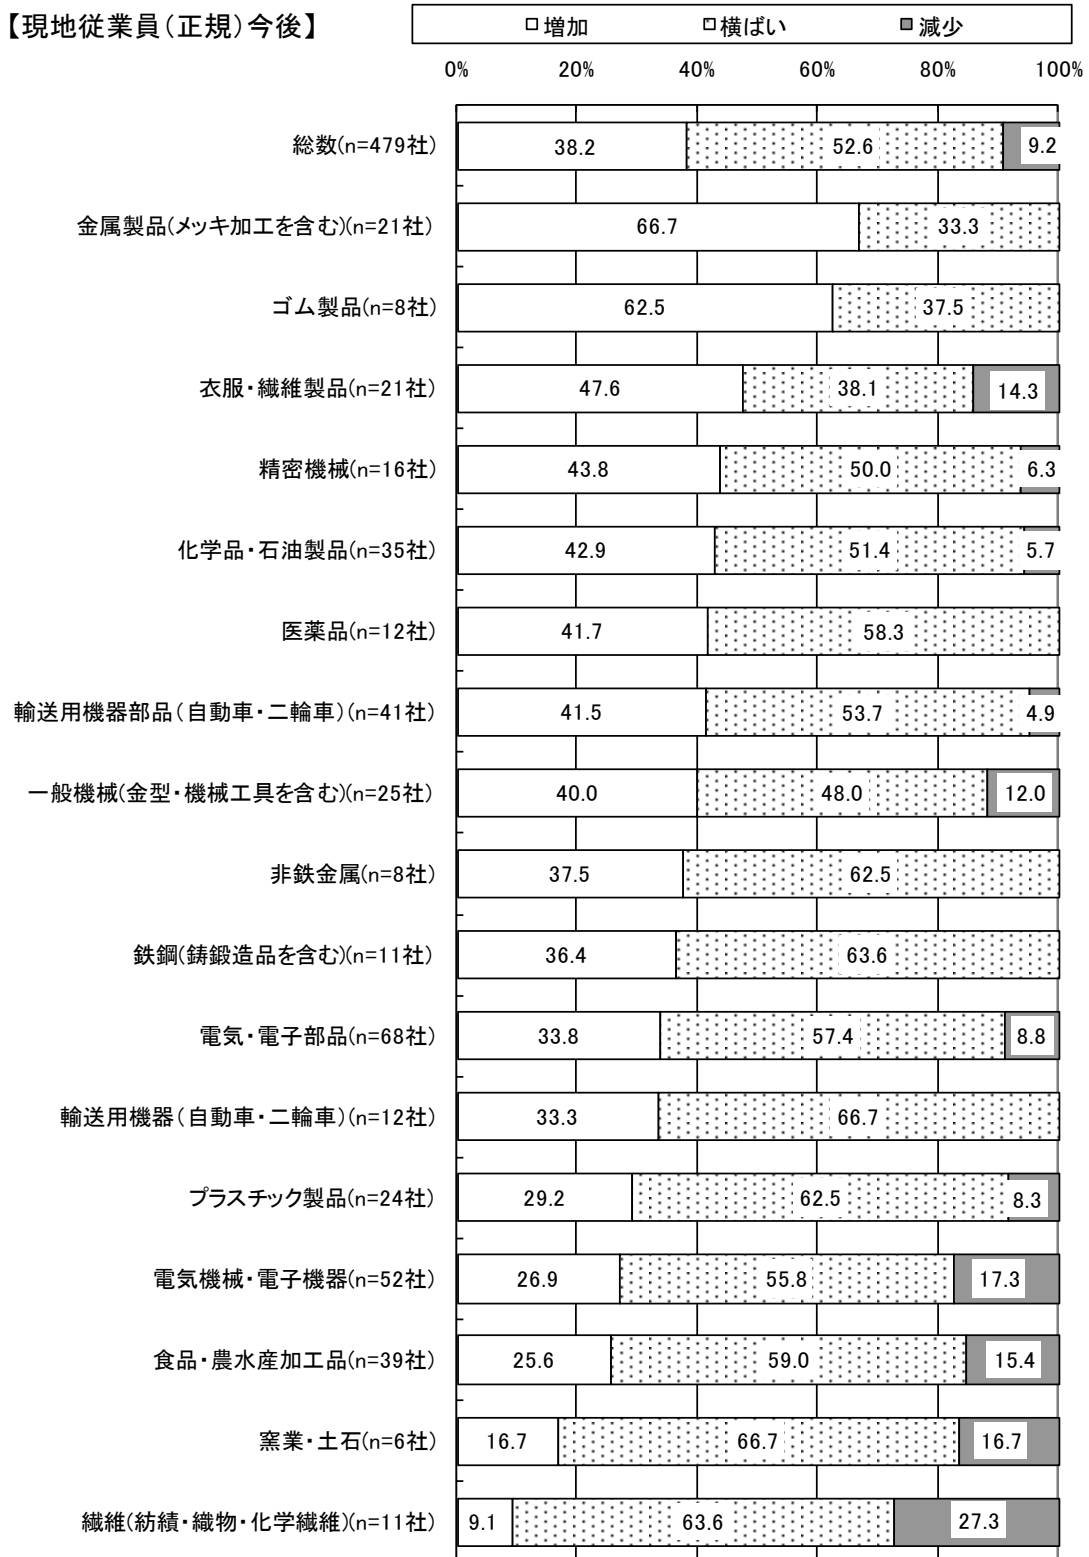 【現地従業員(正規)今後】
増加 横ばい 減少
0% 20% 40% 60% 80% 100%
総数(n=479社) 38.2 52.6 9.2
金属製品(メッキ加工を含む)(n=21社) 66.7 33.3
ゴム製品(n=8社) 62.5 37.5
衣服・繊維製品(n=21社) 47.6 38.1 14.3
精密機械(n=16社) 43.8 50.0 6.3
化学品・石油製品(n=35社) 42.9 51.4 5.7
医薬品(n=12社) 41.7 58.3
輸送用機器部品(自動車・二輪車)(n=41社) 41.5 53.7 4.9
一般機械(金型・機械工具を含む)(n=25社) 40.0 48.0 12.0
非鉄金属(n=8社) 37.5 62.5
鉄鋼(鋳鍛造品を含む)(n=11社) 36.4 63.6
電気・電子部品(n=68社) 33.8 57.4 8.8
輸送用機器(自動車・二輪車)(n=12社) 33.3 66.7
プラスチック製品(n=24社) 29.2 62.5 8.3
電気機械・電子機器(n=52社) 26.9 55.8 17.3
食品・農水産加工品(n=39社) 25.6 59.0 15.4
窯業・土石(n=6社) 16.7 66.7 16.7
繊維(紡績・織物・化学繊維)(n=11社) 9.1 63.6 27.3